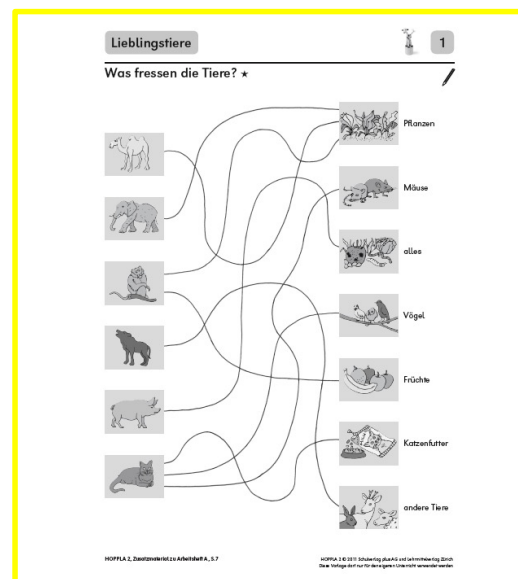 Lieblingstiere
1
Was fressen die Tiere? ★
Pflanzen
Mäuse
alles
Vögel
Früchte
Katzenfutter
andere Tiere
HOPPLA 2, Zusatzmaterial zu Arbeitsheft A, S.7
HOPPLA 2 © 2011 Schulverlag plus AG und Lehrmittelverlag Zürich
Diese Vorlage darf nur für den eigenen Unterricht verwendet werden